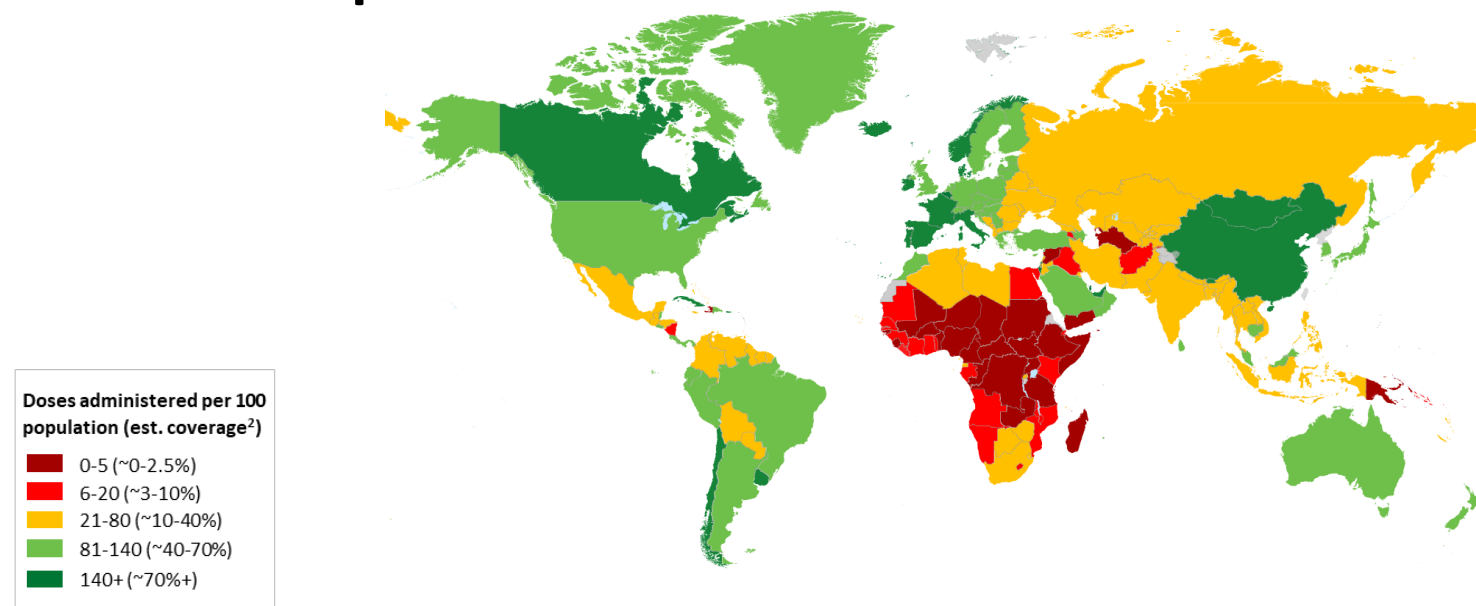 Doses administered per 100
population (est. coverage2)
0-5 (~0-2.5%)
6-20 (~3-10%)
21-80 (~10-40%)
81-140 (~40-70%)
140+ (~70%+)